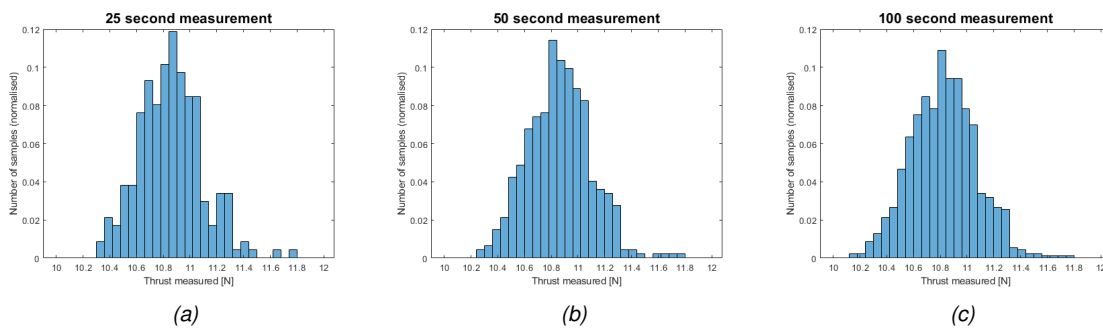 25 second measurement
Number of samples (normalised)
0.12
0.1
0.08
0.06
0.04
0.02
0
10 10.2 10.4 10.6 10.8 11 11.2 11.4 11.6 11.8 12
Thrust measured [N]
(a)
50 second measurement
Number of samples (normalised)
0.12
0.1
0.08
0.06
0.04
0.02
0
10 10.2 10.4 10.6 10.8 11 11.2 11.4 11.6 11.8 12
Thrust measured [N]
(b)
100 second measurement
Number of samples (normalised)
0.12
0.1
0.08
0.06
0.04
0.02
0
10 10.2 10.4 10.6 10.8 11 11.2 11.4 11.6 11.8 12
Thrust measured [N]
(c)